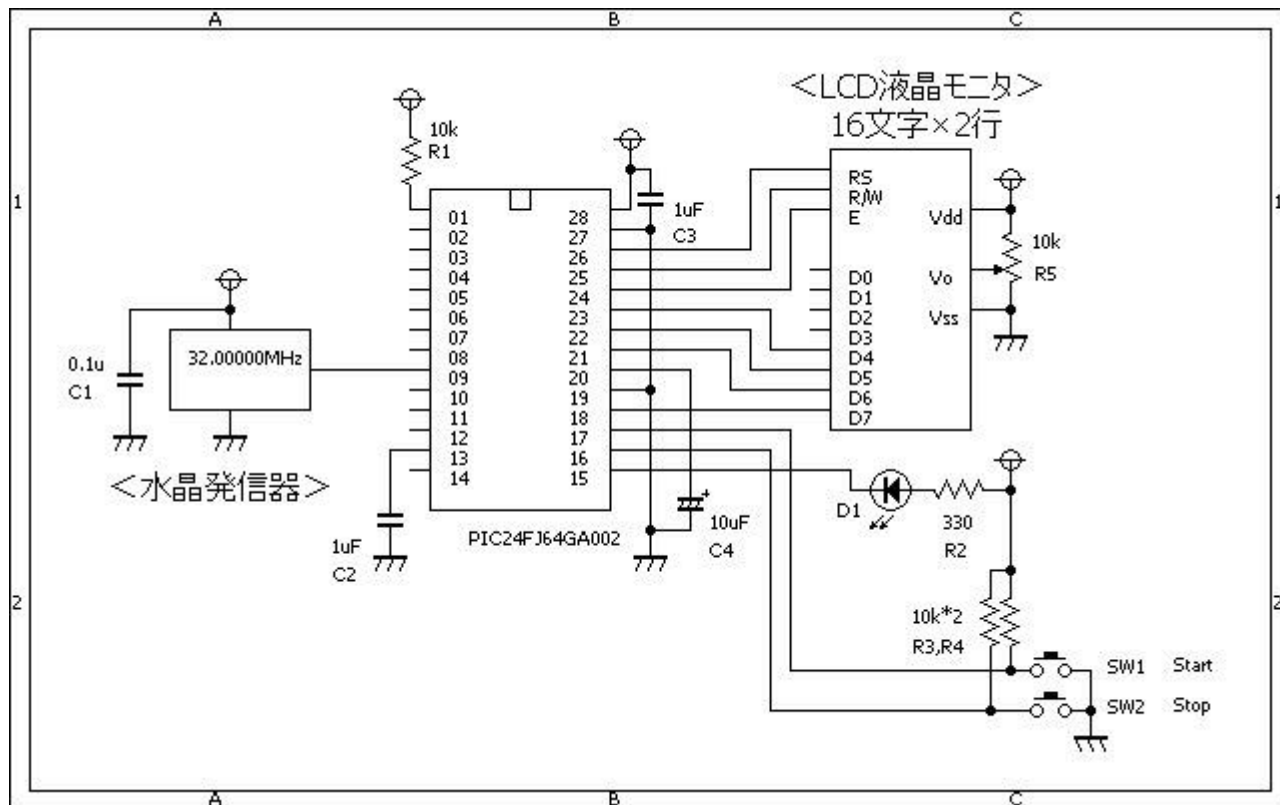 A B C
<LCD液晶モニタ>
16文字×2行
10k
R1
1
1
1uF
C3
RS
R/W
E
D0
D1
D2
D3
D4
D5
D6
D7
Vdd
Vo
Vss
10k
R5
01 28
02 27
03 26
04 25
05 24
06 23
07 22
08 21
09 20
10 19
11 18
12 17
13 16
14 15
PIC24FJ64GA002
0.1u
C1
32.00000MHz
<水晶発信器>
1uF
C2
+
10uF
C4
D1
330
R2
2
2
10k*2
R3,R4
SW1 Start
SW2 Stop
A B C